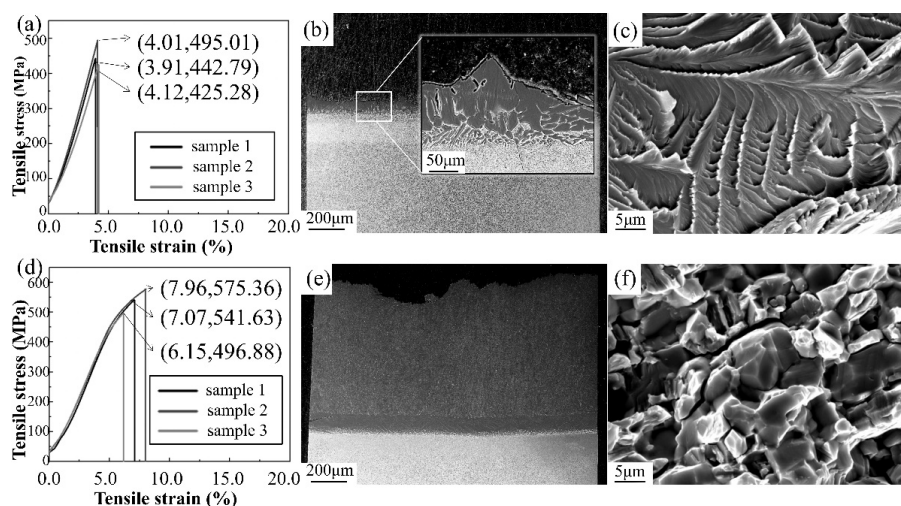 (a)
Tensile stress (MPa)
500
400
300
200
100
0
0.0 5.0 10.0 15.0 20.0
Tensile strain (%)
(4.01,495.01)
(3.91,442.79)
(4.12,425.28)
sample 1
sample 2
sample 3
(b)
50μm
200μm
(c)
5μm
(d)
Tensile stress (MPa)
600
500
400
300
200
100
0
0.0 5.0 10.0 15.0 20.0
Tensile strain (%)
(7.96,575.36)
(7.07,541.63)
(6.15,496.88)
sample 1
sample 2
sample 3
(e)
200μm
(f)
5μm